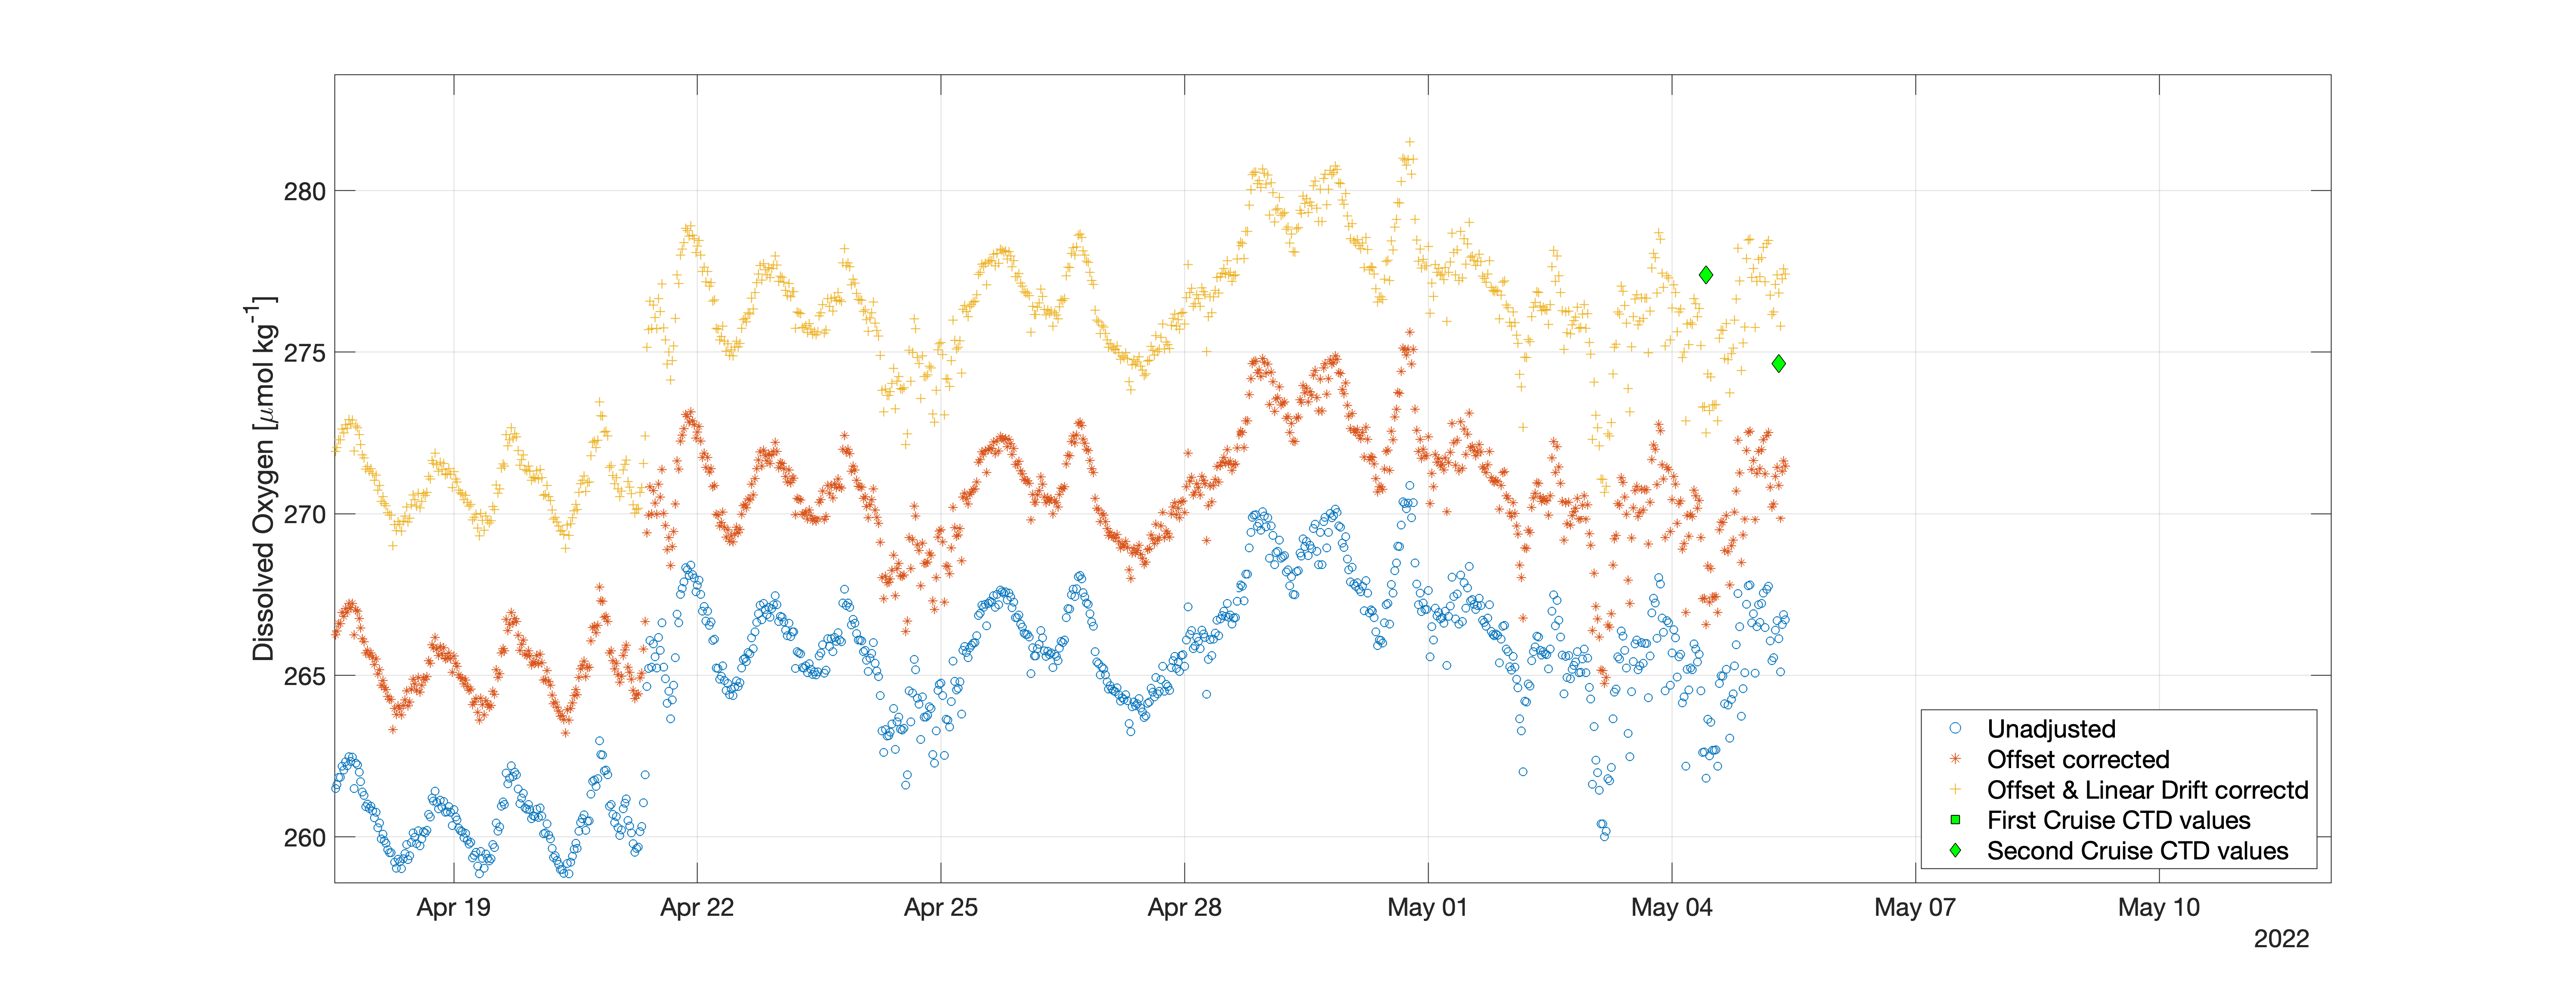 Dissolved Oxygen [μmol kg-1]
280
275
270
265
260
Apr 19
Apr 22
Apr 25
Apr 28
May 01
May 04
May 07
May 10
2022
Unadjusted
Offset corrected
Offset & Linear Drift correctd
First Cruise CTD values
Second Cruise CTD values